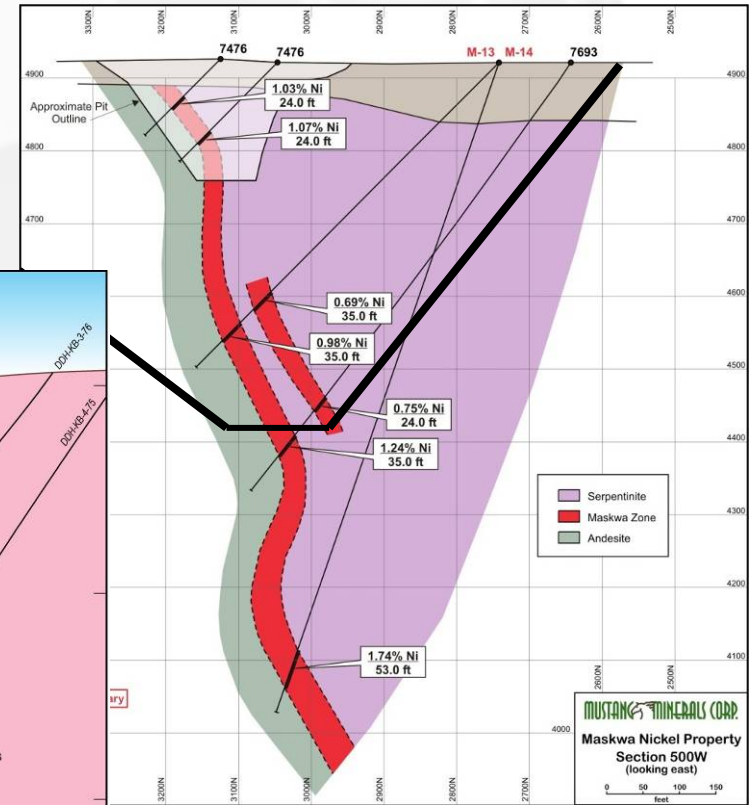 3300N
3200N
3100N
3000N
2900N
2800N
2700N
2600N
2500N
7476
7476
M-13
M-14
7693
4900
4900
4800
4800
4700
4700
4600
4600
4500
4500
4400
4400
4300
4300
4200
4200
4100
4100
4000
Approximate Pit
Outline
1.03% Ni
24.0 ft
1.07% Ni
24.0 ft
0.69% Ni
35.0 ft
0.98% Ni
35.0 ft
0.75% Ni
24.0 ft
1.24% Ni
35.0 ft
1.74% Ni
53.0 ft
Serpentinite
Maskwa Zone
Andesite
DDH-KB-3-76
DDH-KB-4-75
ary
s
2600N
2500N
3200N
3100N
3000N
2900N
2800N
2700N
MUSTANG MINERALS CORP.
Maskwa Nickel Property
Section 500W
(looking east)
0 50 100 150
feet